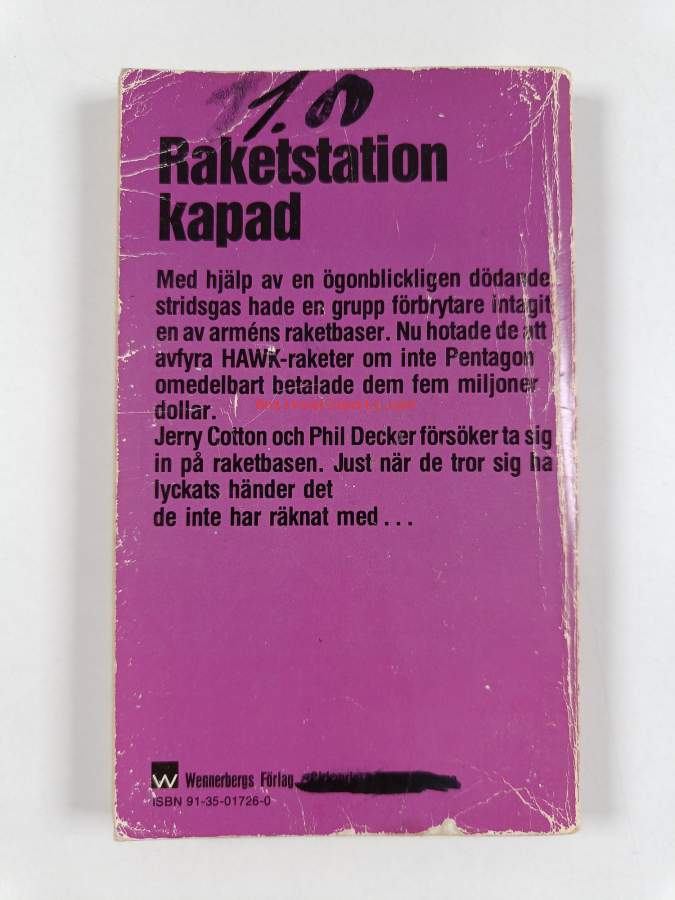 1.00
Raketstation
kapad
Med hjälp av en ögonblickligen dödande
stridsgas hade en grupp förbrytare intagit
en av arméns raketbaser. Nu hotade de att
avfyra HAWK-raketer om inte Pentagon
omedelbart betalade dem fem miljoner
dollar.
Jerry Cotton och Phil Decker försöker ta sig
in på raketbasen. Just när de tror sig ha
lyckats händer det
de inte har räknat med . . .
W Wennerbergs Förlag
ISBN 91-35-01726-0